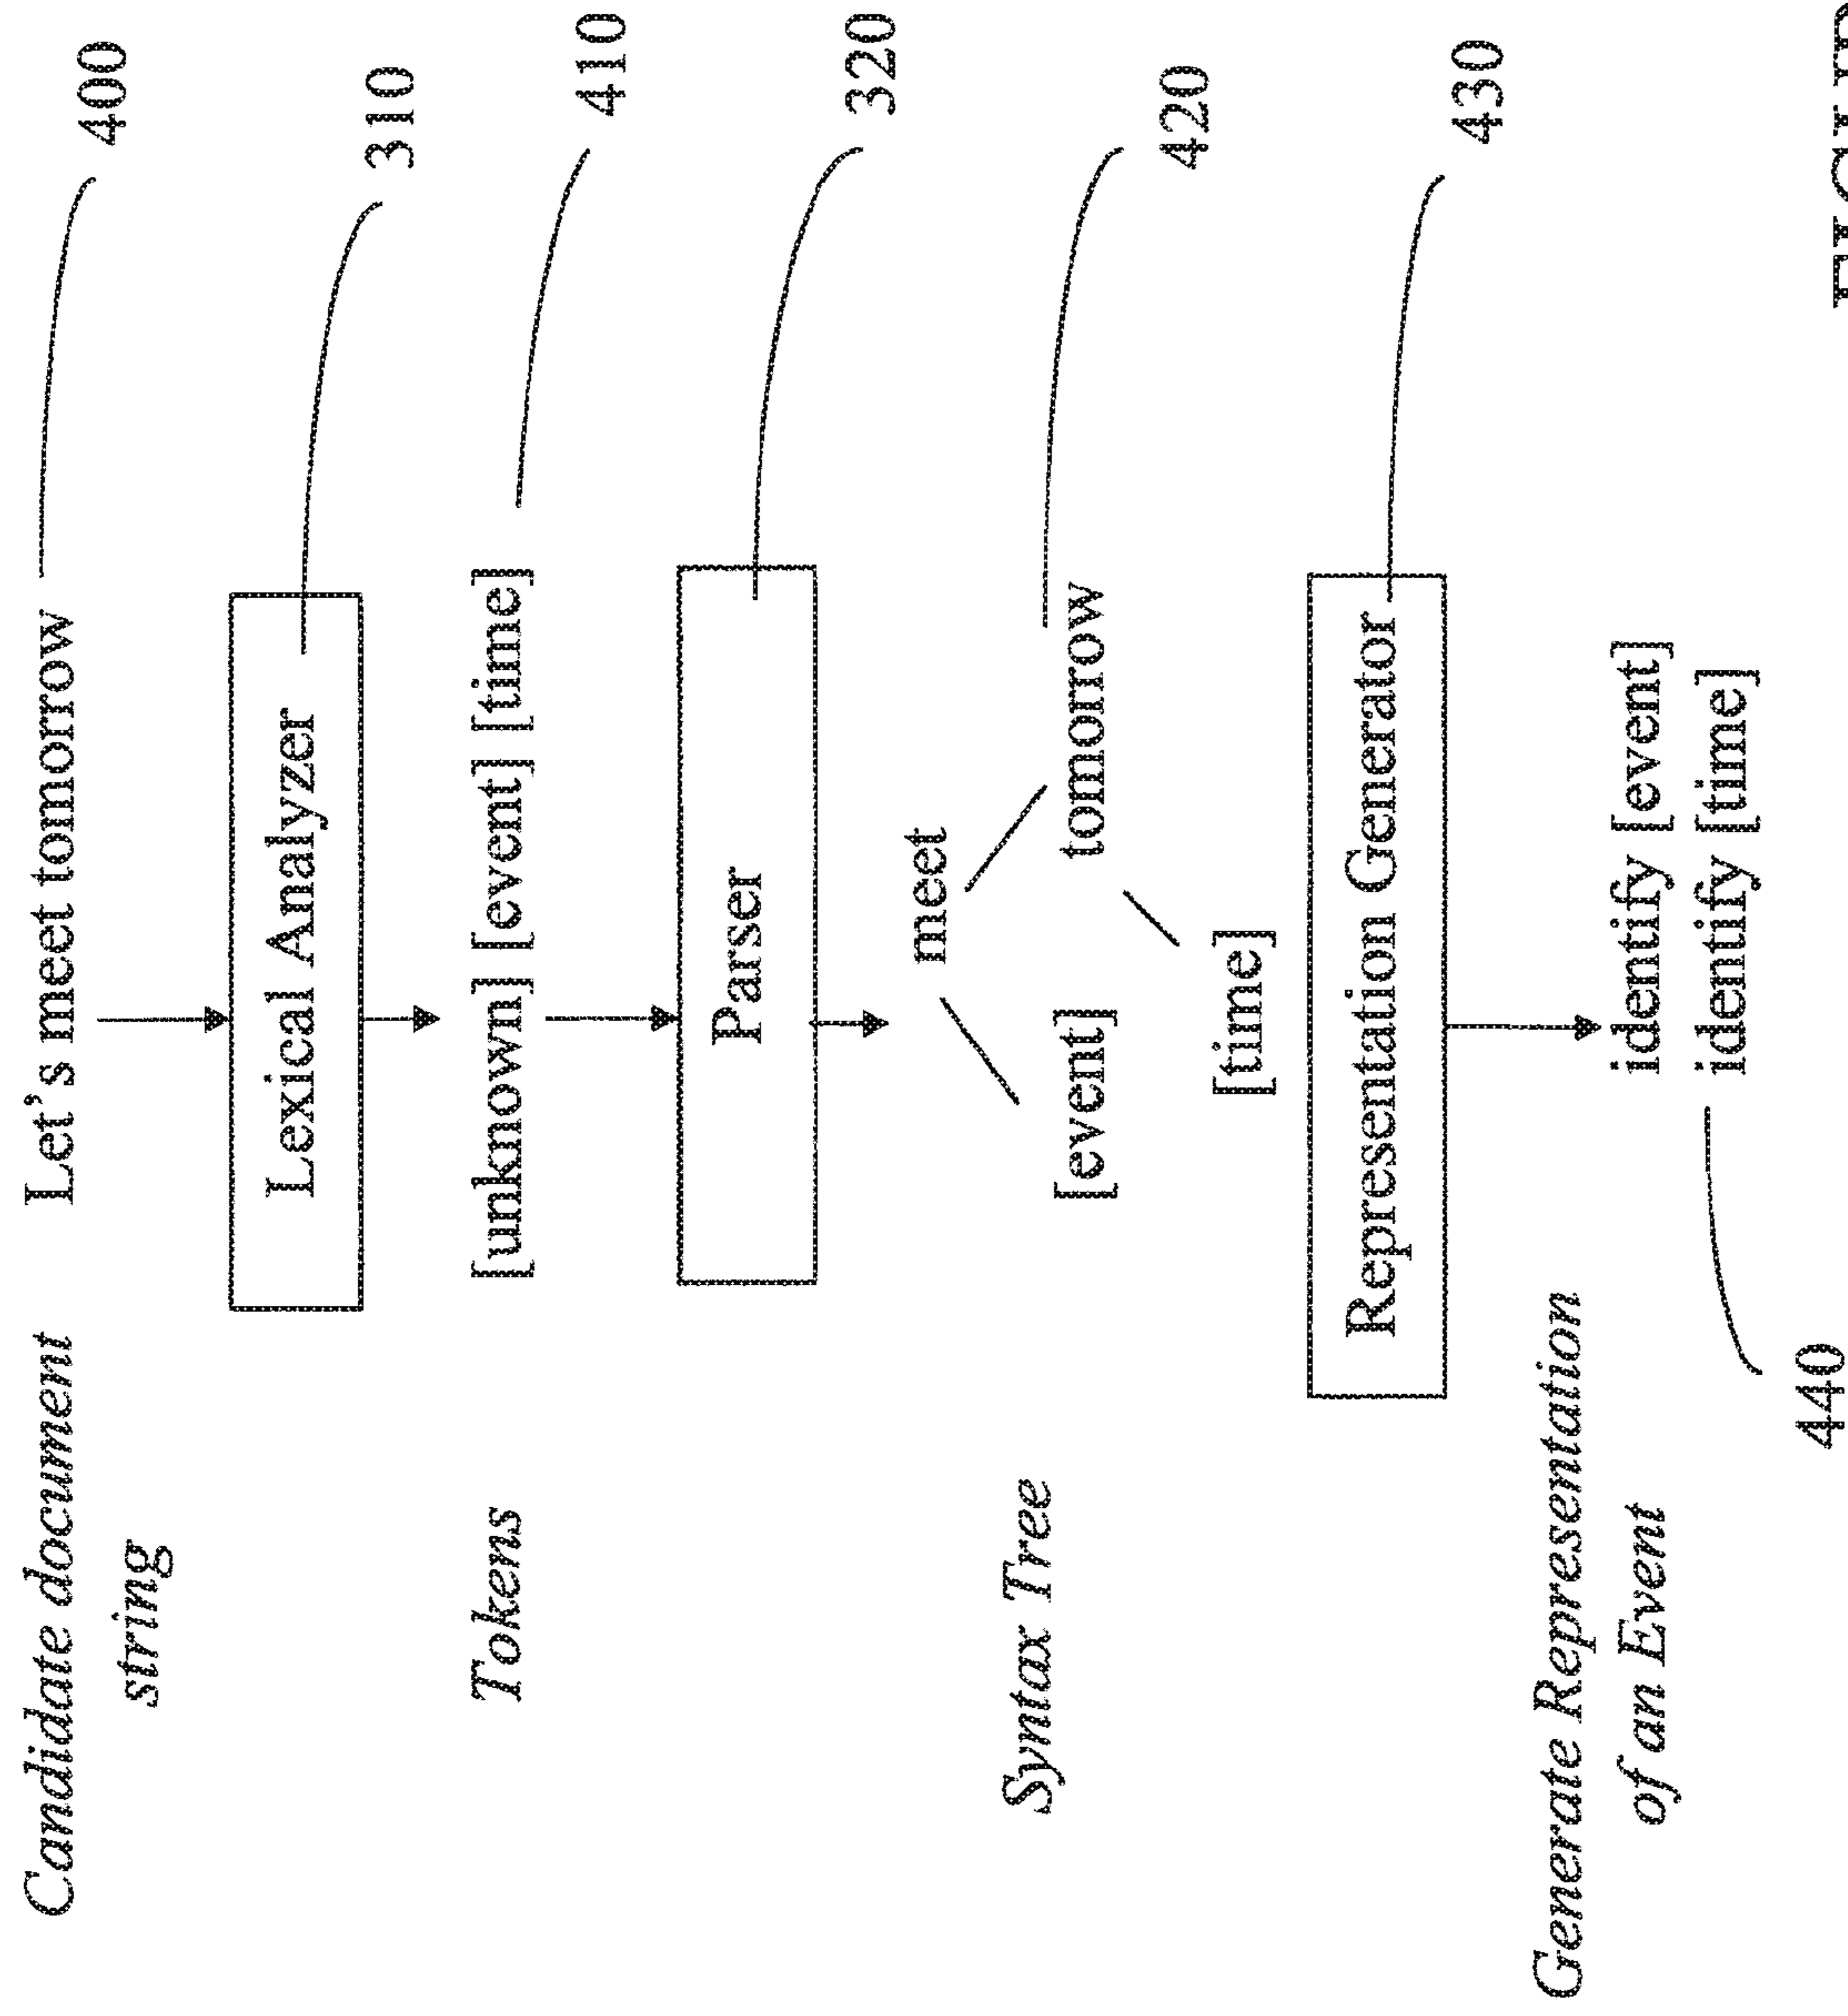 Candidate document
string
Let's meet tomorrow
400
Lexical Analyzer
310
Tokens
[unknown] [event] [time]
410
Parser
320
Syntax Tree
meet
[event]
tomorrow
420
[time]
Representation Generator
430
Generate Representation
of an Event
identify [event]
identify [time]
440